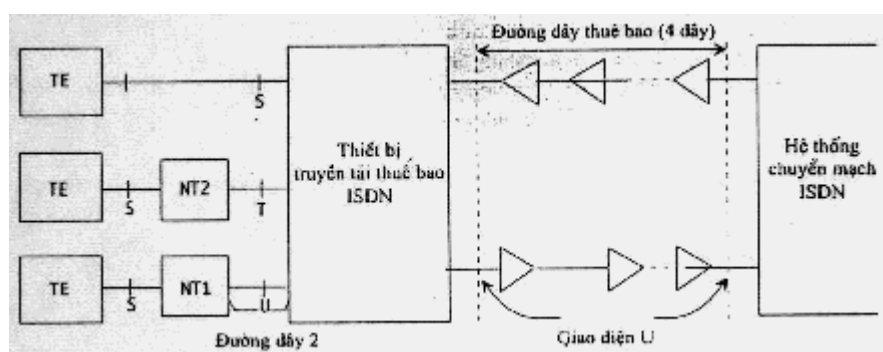 Đường dây thuê bao (4 dây)
TE
S
Thiết bị
truyền tải thuê bao
ISDN
Hệ thống
chuyển mạch
ISDN
TE
S
NT2
T
TE
S
NT1
U
Đường dây 2
Giao diện U